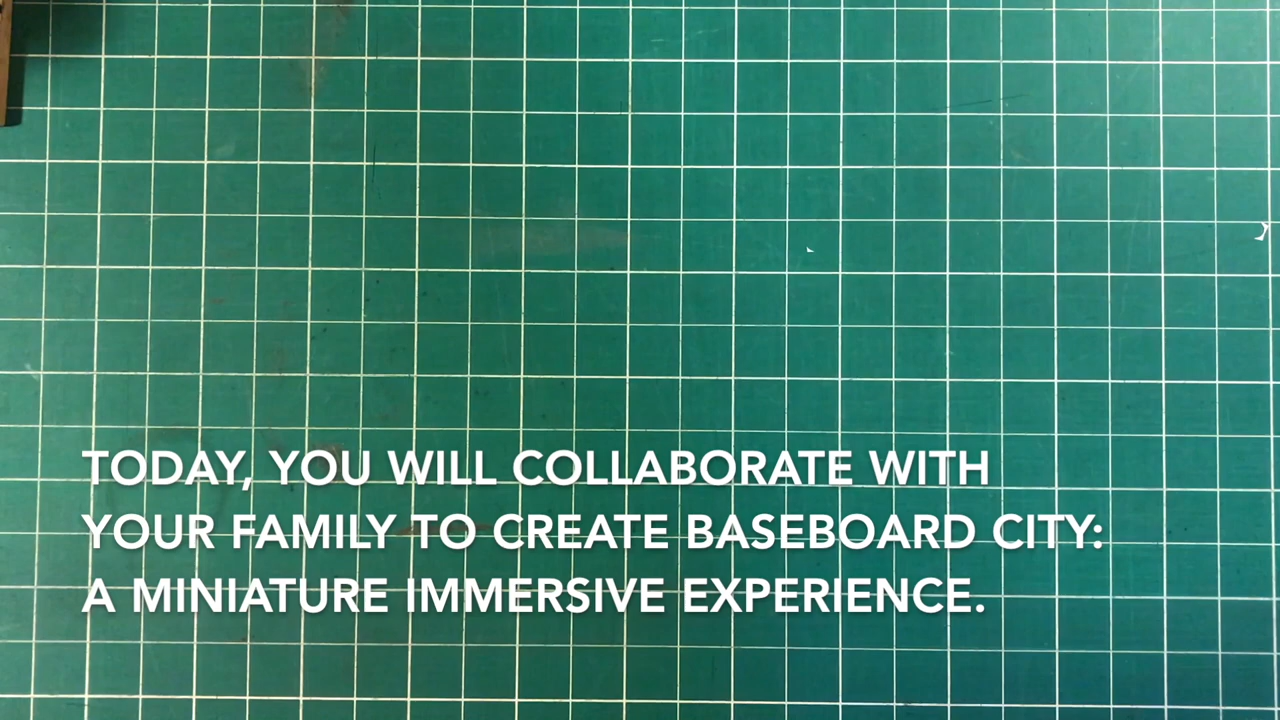 TODAY, YOU WILL COLLABORATE WITH
YOUR FAMILY TO CREATE BASEBOARD CITY:
A MINIATURE IMMERSIVE EXPERIENCE.